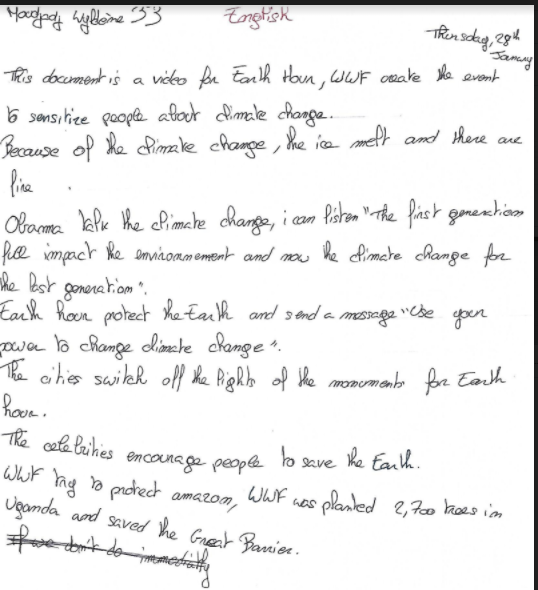 33 English
Thursday, 28th
January
This document is a video for Earth Hour, WWF create the event
to sensitize people about climate change.
Because of the climate change, the ice melt and there are
fire .
Obama talk the climate change, i can listen "The first generation
full impact the environnement and now the climate change for
the last generation".
Earth hour protect the Earth and send a message "Use your
power to change climate change".
The cities switch off the lights of the monuments for Earth
hour.
The celebrities encourage people to save the Earth.
WWF try to protect amazon, WWF was planted 2,700 trees in
Uganda and saved the Great Barrier.
If we don't do immediatly